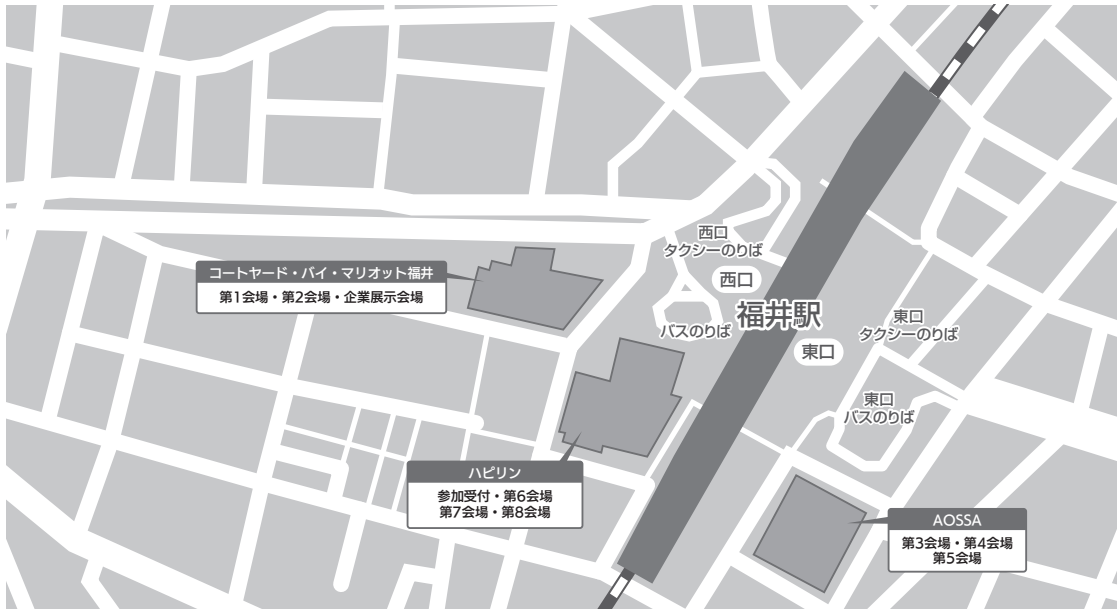 西口
タクシーのりば
西口
コートヤード・バイ・マリオット福井
第1会場・第2会場・企業展示会場
福井駅
バスのりば
東口
東口
タクシーのりば
東口
バスのりば
ハピリン
参加受付・第6会場
第7会場・第8会場
AOSSA
第3会場・第4会場
第5会場